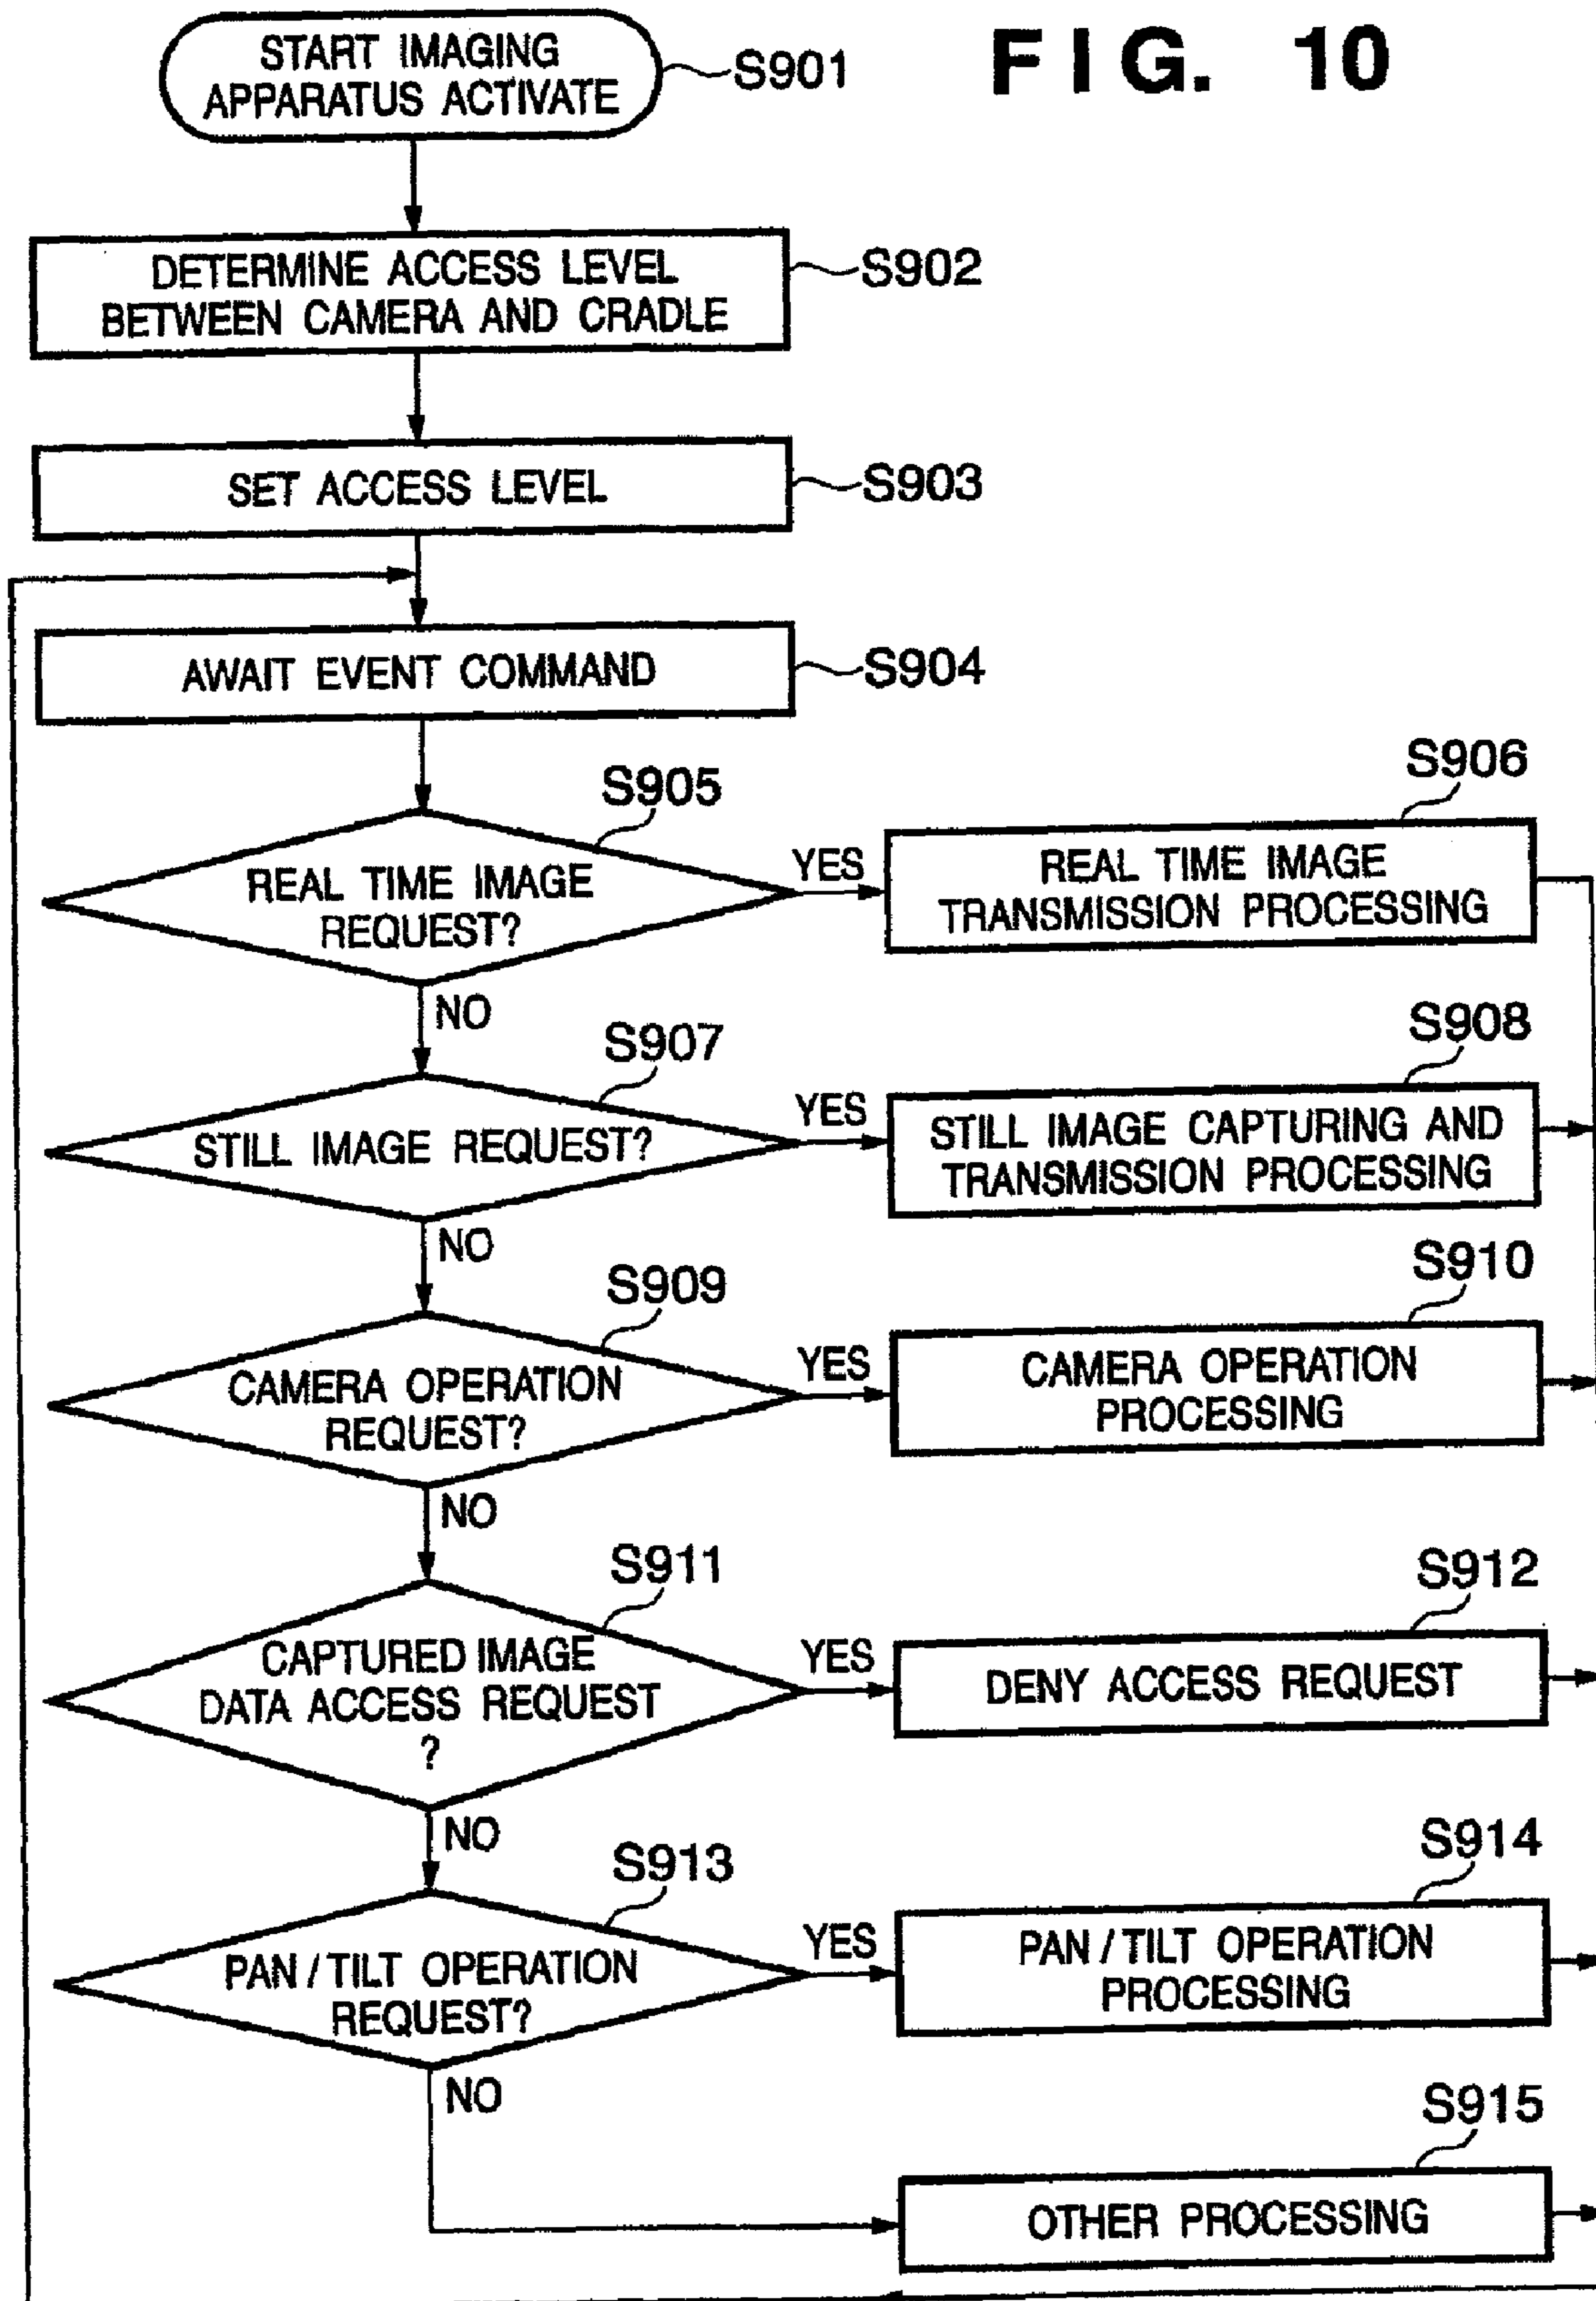 FIG. 10
START IMAGING
APPARATUS ACTIVATE
S901
DETERMINE ACCESS LEVEL
BETWEEN CAMERA AND CRADLE
S902
SET ACCESS LEVEL
S903
AWAIT EVENT COMMAND
S904
S905
REAL TIME IMAGE
REQUEST?
YES
NO
S906
REAL TIME IMAGE
TRANSMISSION PROCESSING
S907
STILL IMAGE REQUEST?
YES
NO
S908
STILL IMAGE CAPTURING AND
TRANSMISSION PROCESSING
S909
CAMERA OPERATION
REQUEST?
YES
NO
S910
CAMERA OPERATION
PROCESSING
S911
CAPTURED IMAGE
DATA ACCESS REQUEST
?
YES
NO
S912
DENY ACCESS REQUEST
S913
PAN / TILT OPERATION
REQUEST?
YES
NO
S914
PAN / TILT OPERATION
PROCESSING
S915
OTHER PROCESSING